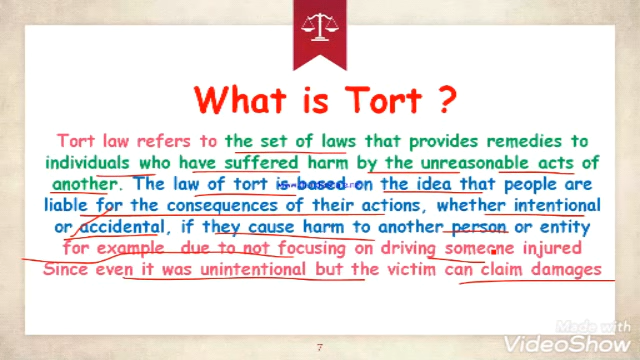 What is Tort ?
Tort law refers to the set of laws that provides remedies to
individuals who have suffered harm by the unreasonable acts of
another. The law of tort is based on the idea that people are
liable for the consequences of their actions, whether intentional
or accidental, if they cause harm to another person or entity
for example due to not focusing on driving someone injured
Since even it was unintentional but the victim can claim damages
7
Made with
VideoShow